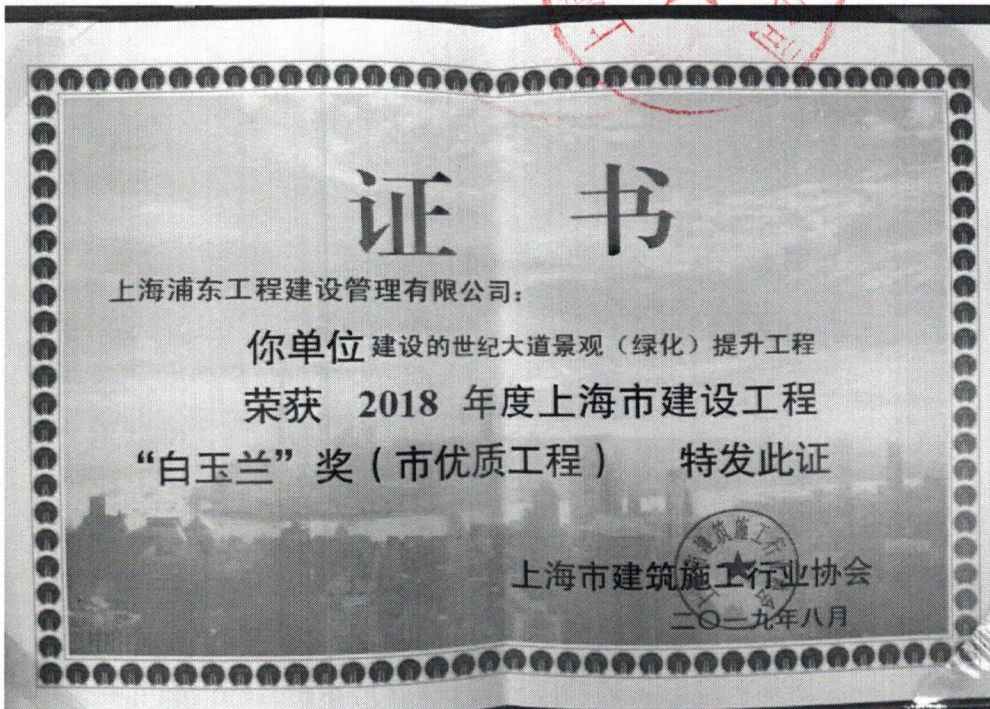 证 书
上海浦东工程建设管理有限公司：
你单位 建设的世纪大道景观（绿化）提升工程
荣获 2018 年度上海市建设工程
“白玉兰”奖（市优质工程） 特发此证
上海市建筑施工行业协会
二〇一九年八月